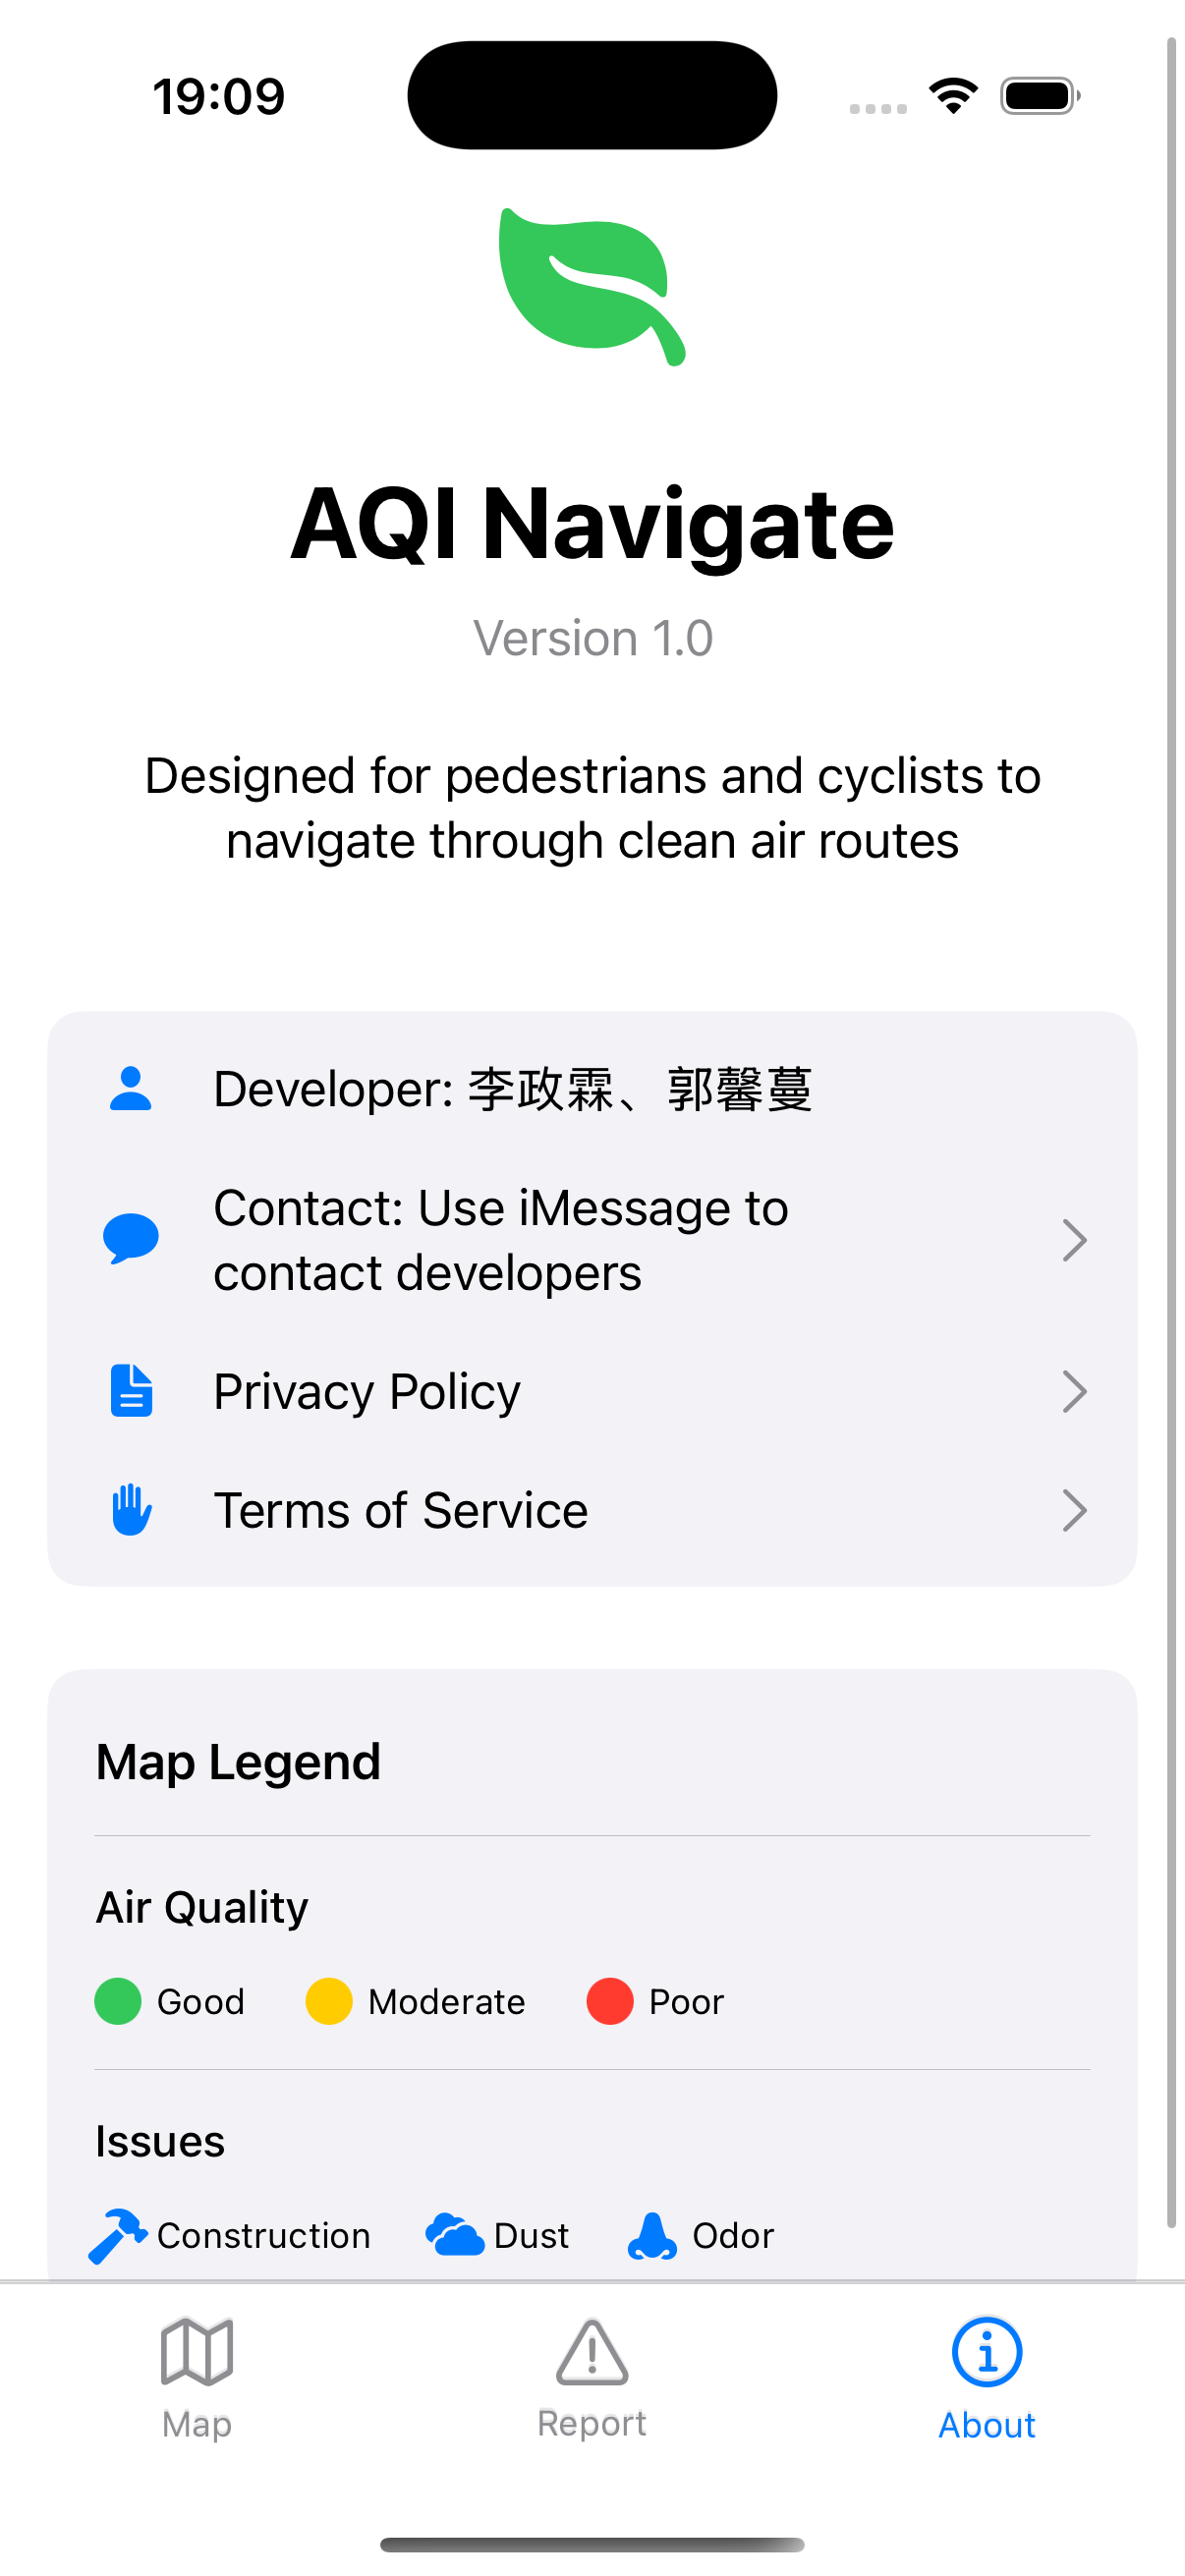 19:09
AQI Navigate
Version 1.0
Designed for pedestrians and cyclists to
navigate through clean air routes
Developer: 李政霖、郭馨蔓
Contact: Use iMessage to
contact developers
Privacy Policy
Terms of Service
Map Legend
Air Quality
Good Moderate Poor
Issues
Construction Dust Odor
Map Report About